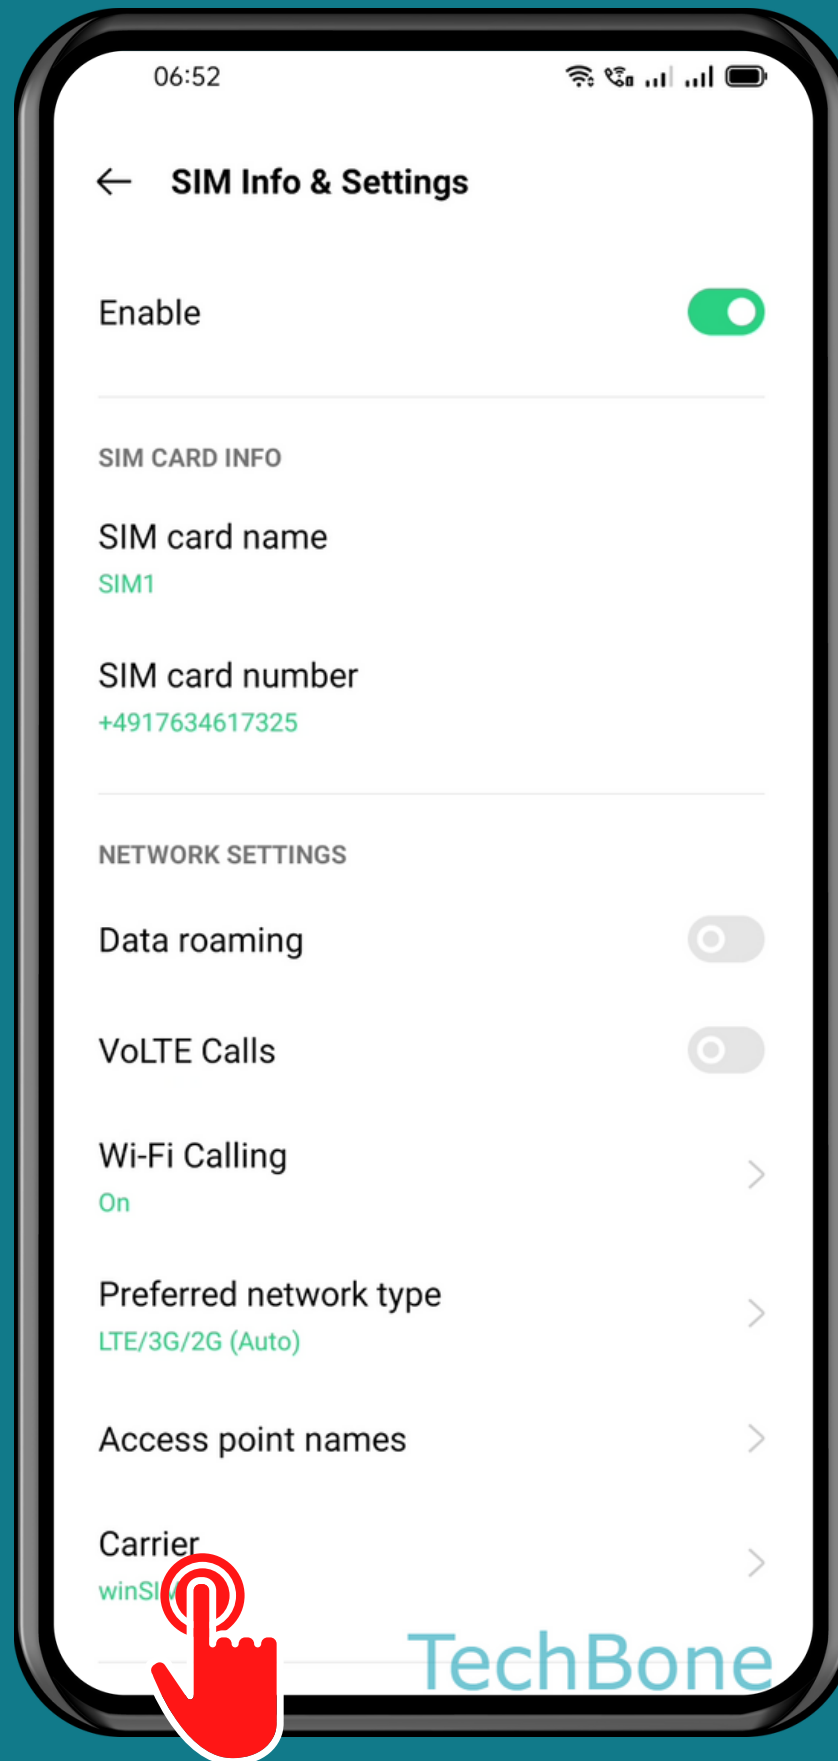 06:52
SIM Info & Settings
Enable
SIM CARD INFO
SIM card name
SIM1
SIM card number
+4917634617325
NETWORK SETTINGS
Data roaming
VoLTE Calls
Wi-Fi Calling
On
Preferred network type
LTE/3G/2G (Auto)
Access point names
Carrier
TechBone